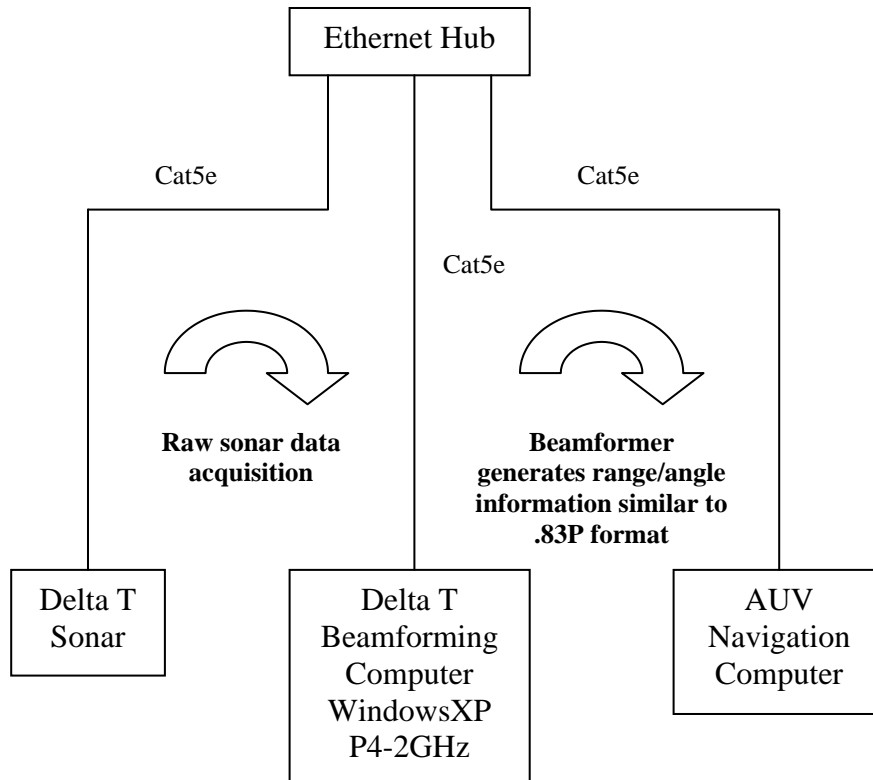 Ethernet Hub
Cat5e
Cat5e
Cat5e
Raw sonar data
acquisition
Beamformer
generates range/angle
information similar to
.83P format
Delta T
Sonar
Delta T
Beamforming
Computer
WindowsXP
P4-2GHz
AUV
Navigation
Computer